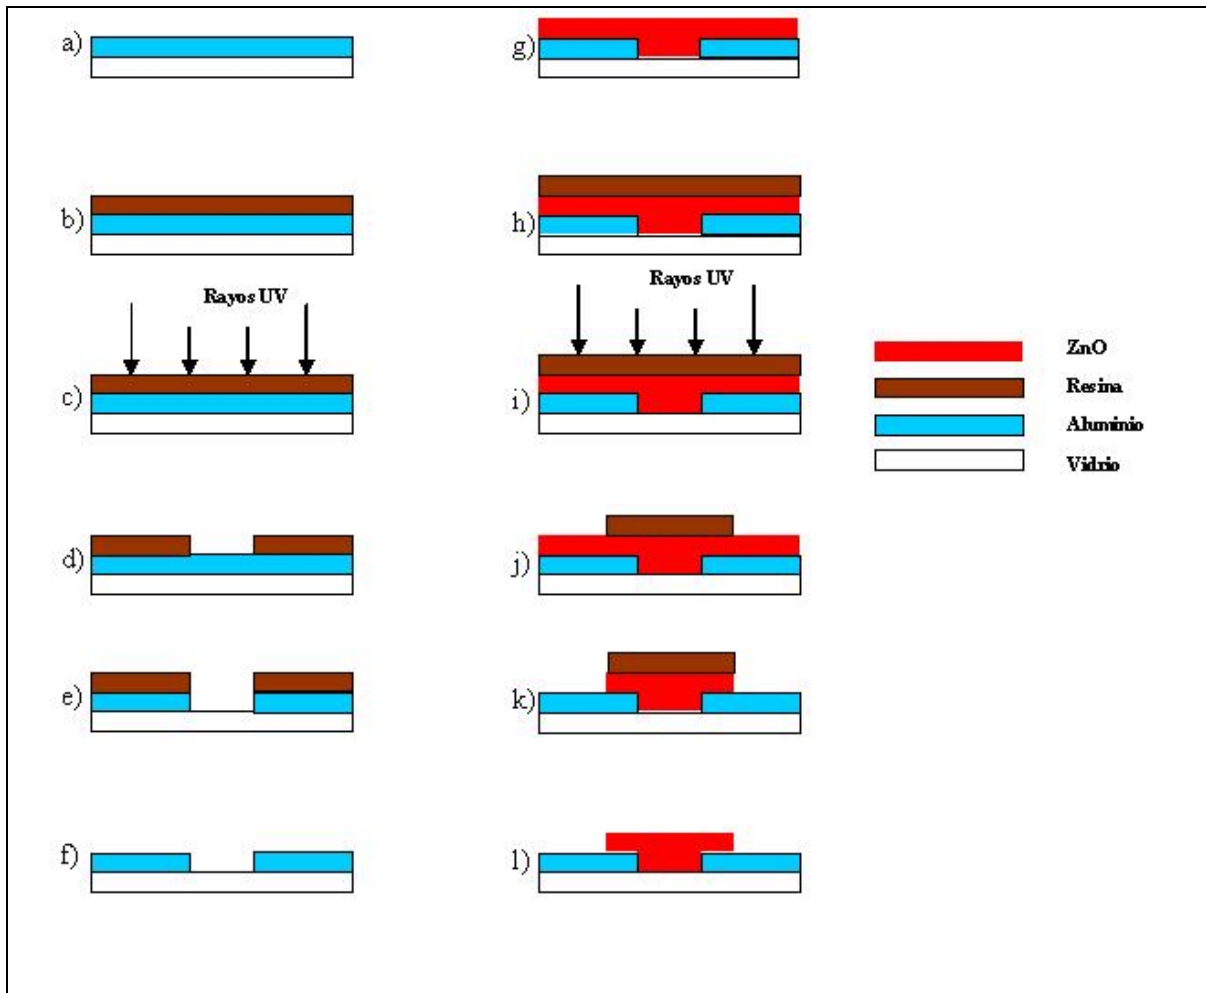 a)
b)
Rayos UV
c)
d)
e)
f)
g)
h)
Rayos UV
i)
j)
k)
l)
ZnO
Resina
Aluminio
Vidrio